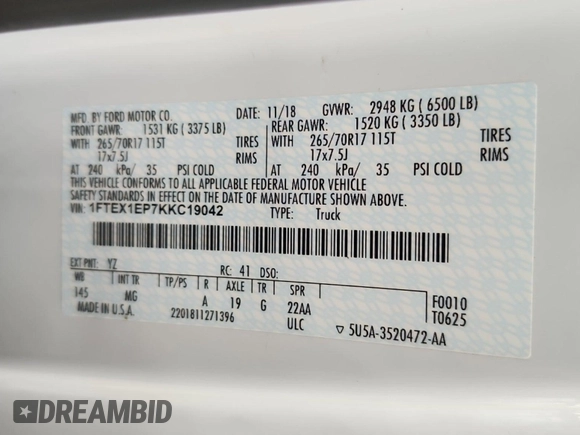 MFD. BY FORD MOTOR CO.
DATE: 11/18 GVWR: 2948 KG ( 6500 LB)
FRONT GAWR: 1531 KG ( 3375 LB) REAR GAWR: 1520 KG ( 3350 LB)
WITH 265/70R17 115T TIRES WITH 265/70R17 115T TIRES
17x7.5J RIMS 17x7.5J RIMS
AT 240 kPa/ 35 PSI COLD AT 240 kPa/ 35 PSI COLD
THIS VEHICLE CONFORMS TO ALL APPLICABLE FEDERAL MOTOR VEHICLE
SAFETY STANDARDS IN EFFECT ON THE DATE OF MANUFACTURE SHOWN ABOVE.
VIN: 1FTEX1EP7KKC19042 TYPE: Truck
EXT PNT: YZ RC: 41 DSO:
WB INT TR TP/PS R AXLE TR SPR
145 MG A 19 G 22AA F0010
MADE IN U.S.A. 2201811271396 ULC T0625
▽ 5U5A-3520472-AA
DREAMBID